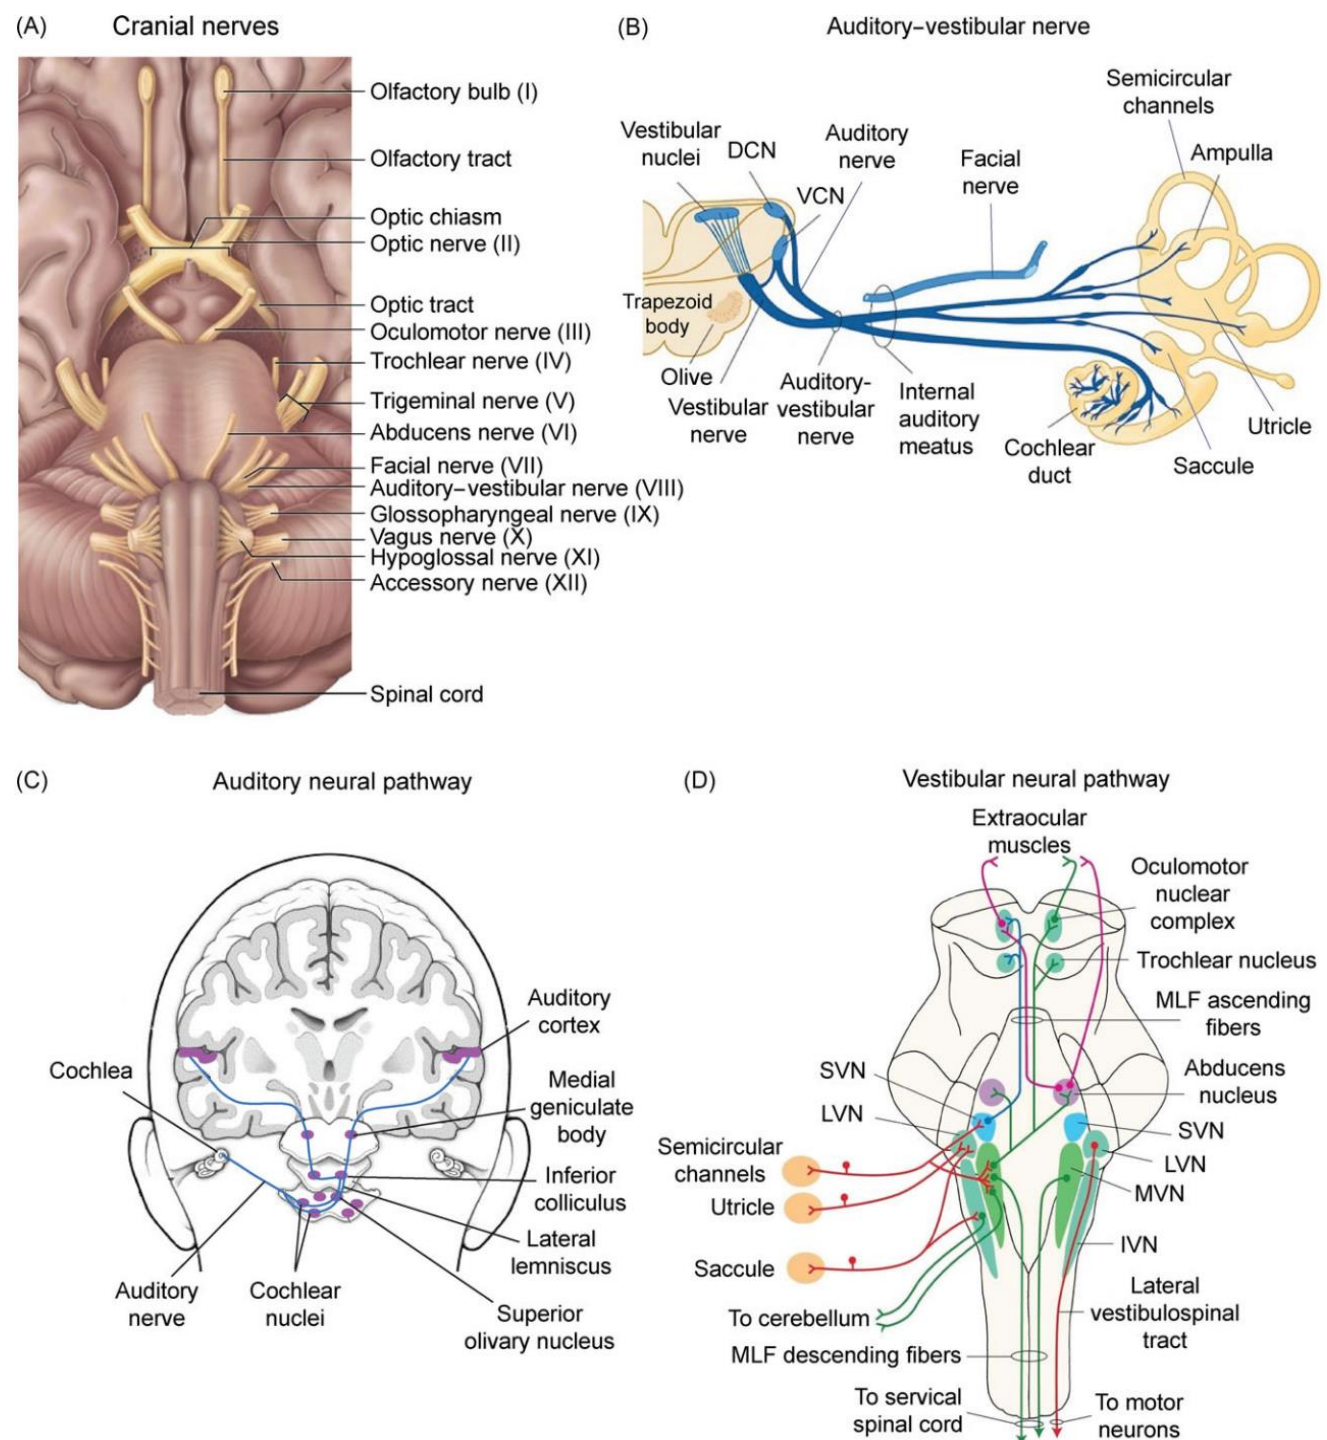 (A)
Cranial nerves
Olfactory bulb (I)
Olfactory tract
Optic chiasm
Optic nerve (II)
Optic tract
Oculomotor nerve (III)
Trochlear nerve (IV)
Trigeminal nerve (V)
Abducens nerve (VI)
Facial nerve (VII)
Auditory–vestibular nerve (VIII)
Glossopharyngeal nerve (IX)
Vagus nerve (X)
Hypoglossal nerve (XI)
Accessory nerve (XII)
Spinal cord
(B)
Auditory–vestibular nerve
Semicircular
channels
Vestibular
nuclei
DCN
Auditory
nerve
VCN
Facial
nerve
Ampulla
Trapezoid
body
Olive
Vestibular
nerve
Auditory-
vestibular
nerve
Internal
auditory
meatus
Cochlear
duct
Saccule
Utricle
(C)
Auditory neural pathway
Auditory
cortex
Cochlea
Medial
geniculate
body
Inferior
colliculus
Lateral
lemniscus
Auditory
nerve
Cochlear
nuclei
Superior
olivary nucleus
(D)
Vestibular neural pathway
Extraocular
muscles
Oculomotor
nuclear
complex
Trochlear nucleus
MLF ascending
fibers
SVN
Abducens
nucleus
LVN
SVN
Semicircular
channels
LVN
MVN
Utricle
IVN
Saccule
Lateral
vestibulospinal
tract
To cerebellum
MLF descending fibers
To servical
spinal cord
To motor
neurons